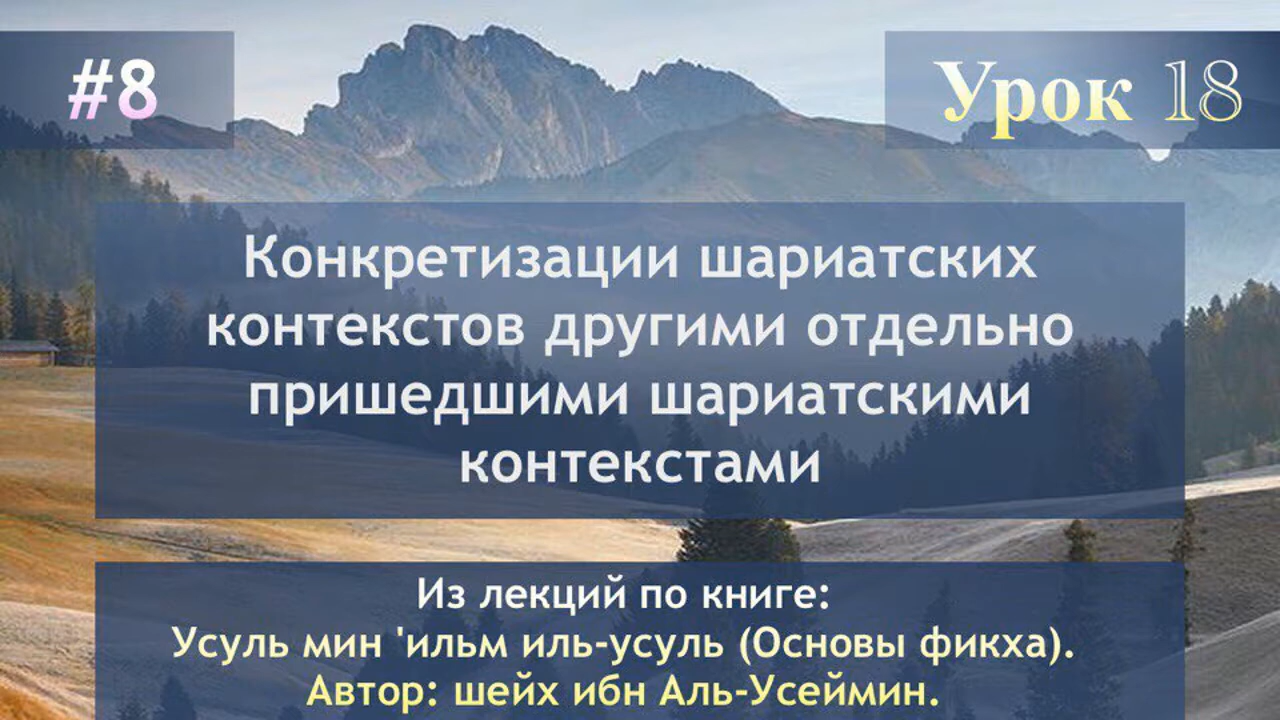 #8
Урок 18
Конкретизации шариатских
контекстов другими отдельно
пришедшими шариатскими
контекстами
Из лекций по книге:
Усуль мин 'ильм иль-усуль (Основы фикха).
Автор: шейх ибн Аль-Усеймин.